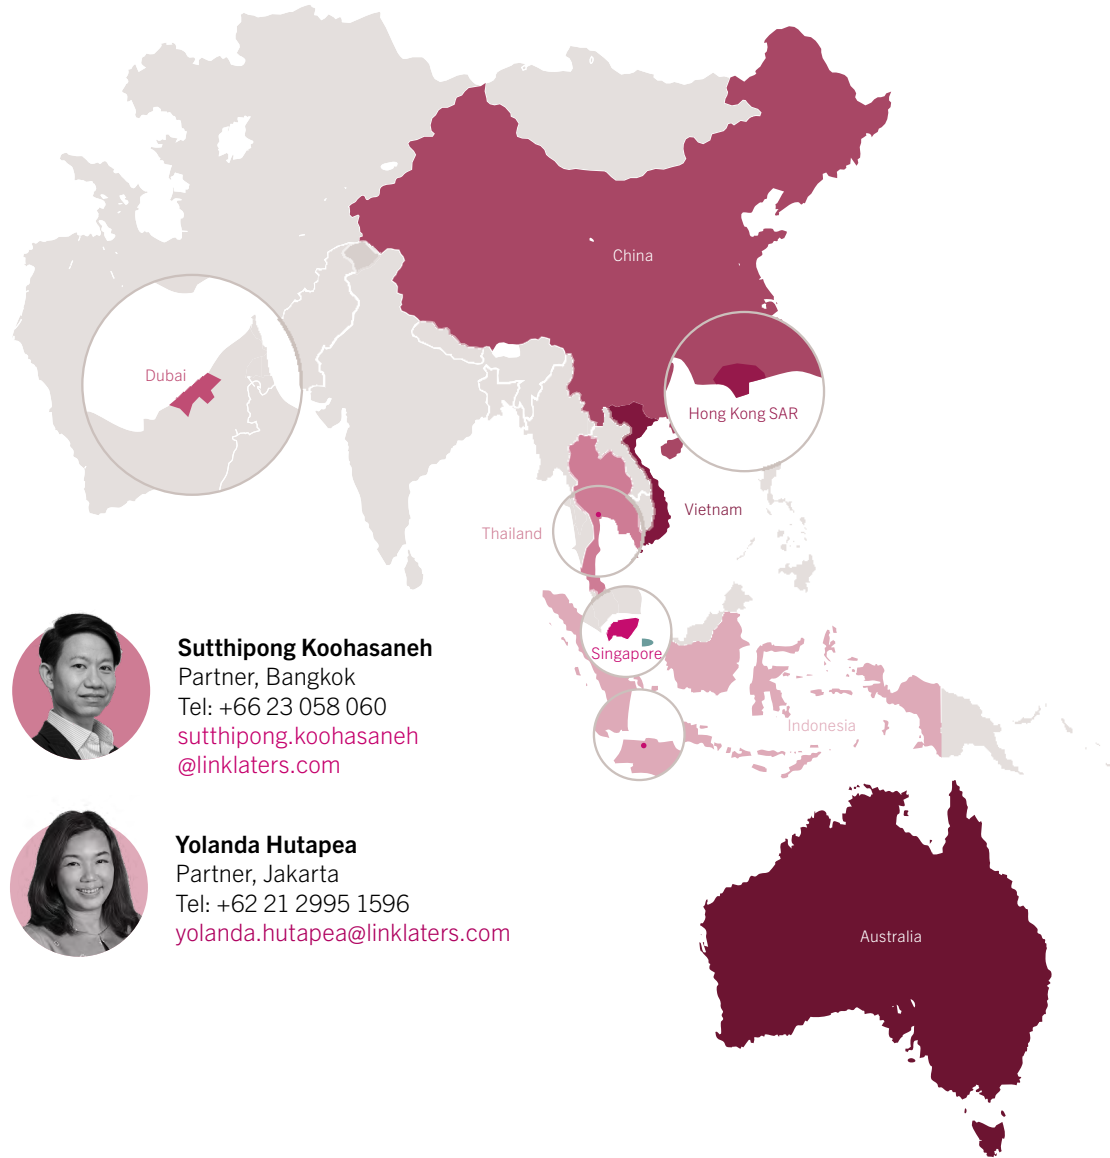 China
Dubai
Hong Kong SAR
Vietnam
Thailand
Singapore
Indonesia
Sutthipong Koohasaneh
Partner, Bangkok
Tel: +66 23 058 060
sutthipong.koohasaneh
@linklaters.com
Yolanda Hutapea
Partner, Jakarta
Tel: +62 21 2995 1596
yolanda.hutapea@linklaters.com
Australia